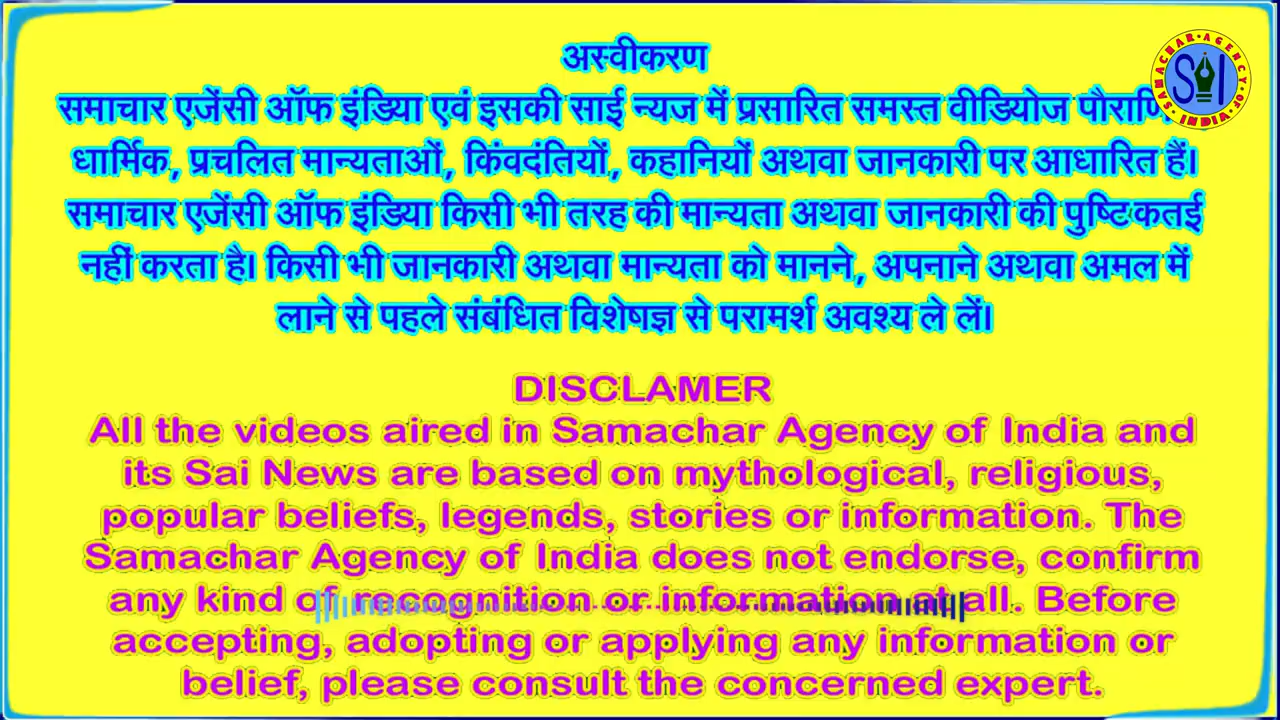 अस्वीकरण
समाचार एजेंसी ऑफ इंडिया एवं इसकी साई न्यज में प्रसारित समस्त वीडियोज
धार्मिक, प्रचलित मान्यताओं, किंवदंतियों, कहानियों अथवा जानकारी पर आधारित हैं।
समाचार एजेंसी ऑफ इंडिया किसी भी तरह की मान्यता अथवा जानकारी की पुष्टि कतई
नहीं करता है। किसी भी जानकारी अथवा मान्यता को मानने, अपनाने अथवा अमल में
लाने से पहले संबंधित विशेषज्ञ से परामर्श अवश्य ले लें।
SAMACHAR AGENCY OF INDIA
SAI
DISCLAMER
All the videos aired in Samachar Agency of India and
its Sai News are based on mythological, religious,
popular beliefs, legends, stories or information. The
Samachar Agency of India does not endorse, confirm
any kind of recognition or information at all. Before
accepting, adopting or applying any information or
belief, please consult the concerned expert.